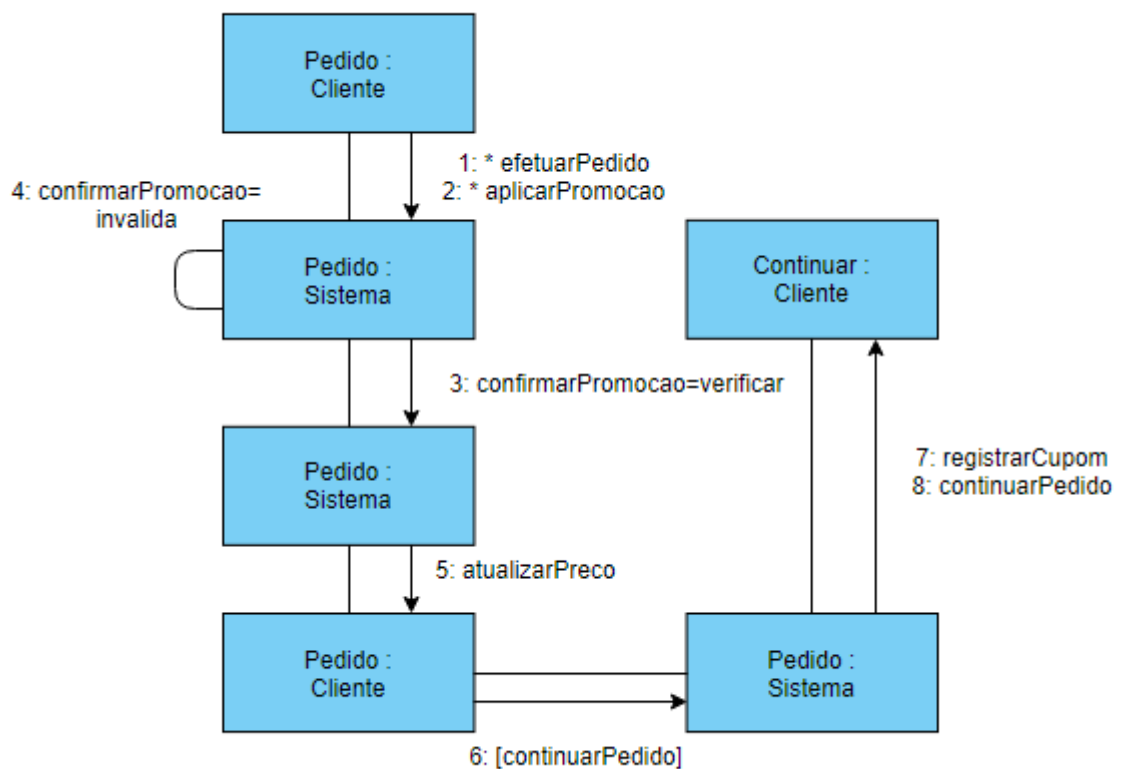 Pedido :
Cliente
1: * efetuarPedido
2: * aplicarPromocao
4: confirmarPromocao=
invalida
Pedido :
Sistema
Continuar :
Cliente
3: confirmarPromocao=verificar
Pedido :
Sistema
7: registrarCupom
8: continuarPedido
5: atualizarPreco
Pedido :
Cliente
Pedido :
Sistema
6: [continuarPedido]